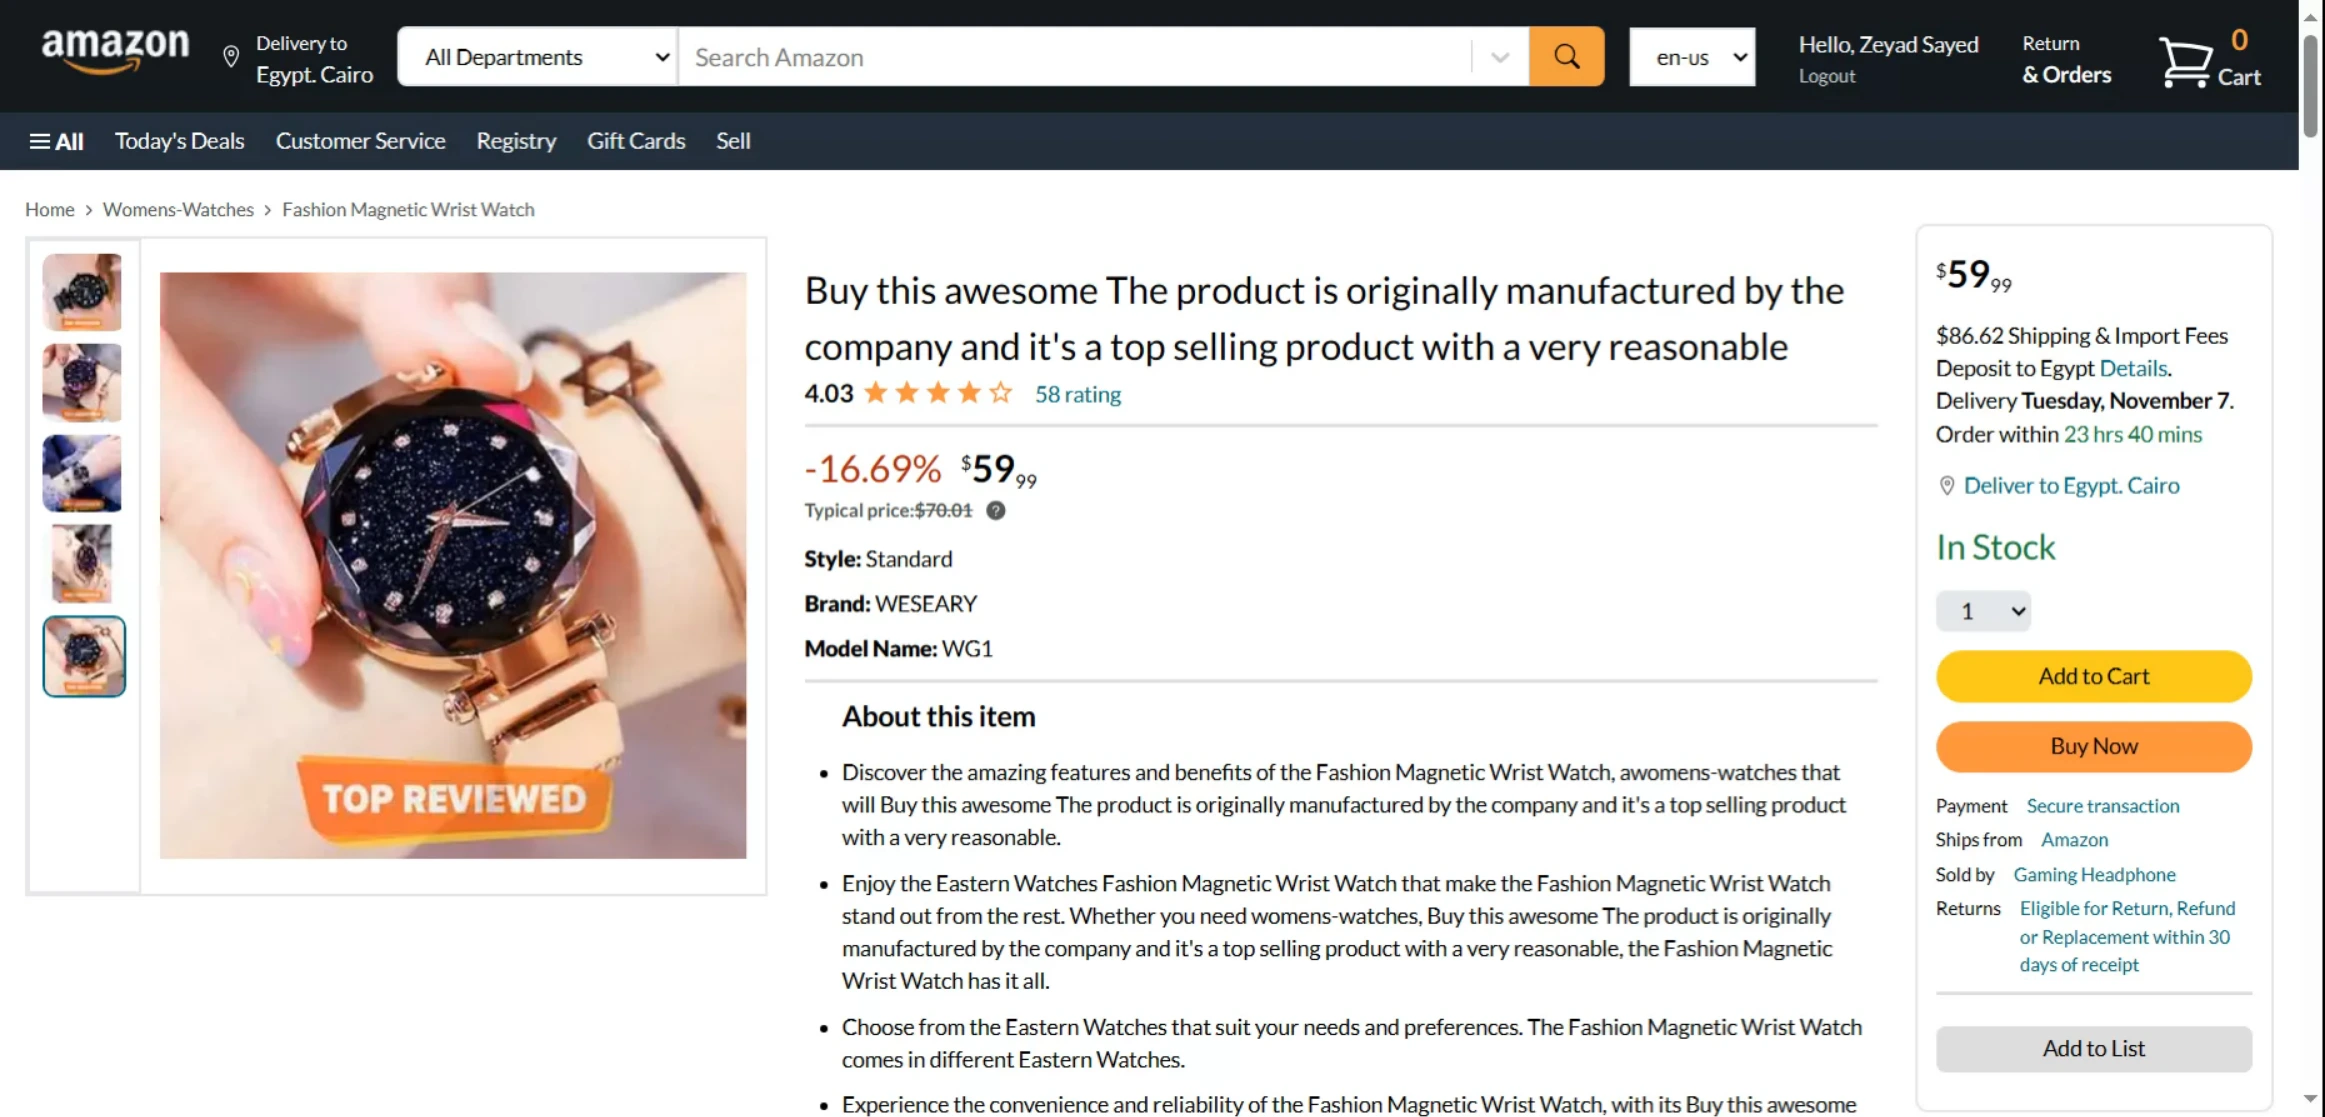 amazon
Delivery to
Egypt. Cairo
All Departments
Search Amazon
en-us
Hello, Zeyad Sayed
Logout
Return
& Orders
0
Cart
All
Today's Deals
Customer Service
Registry
Gift Cards
Sell
Home > Womens-Watches > Fashion Magnetic Wrist Watch
TOP REVIEWED
Buy this awesome The product is originally manufactured by the
company and it's a top selling product with a very reasonable
4.03 58 rating
-16.69% $59 99
Typical price:$70.01 ?
Style: Standard
Brand: WESEARY
Model Name: WG1
About this item
• Discover the amazing features and benefits of the Fashion Magnetic Wrist Watch, awomens-watches that
will Buy this awesome The product is originally manufactured by the company and it's a top selling product
with a very reasonable.
• Enjoy the Eastern Watches Fashion Magnetic Wrist Watch that make the Fashion Magnetic Wrist Watch
stand out from the rest. Whether you need womens-watches, Buy this awesome The product is originally
manufactured by the company and it's a top selling product with a very reasonable, the Fashion Magnetic
Wrist Watch has it all.
• Choose from the Eastern Watches that suit your needs and preferences. The Fashion Magnetic Wrist Watch
comes in different Eastern Watches.
• Experience the convenience and reliability of the Fashion Magnetic Wrist Watch, with its Buy this awesome
$59 99
$86.62 Shipping & Import Fees
Deposit to Egypt Details.
Delivery Tuesday, November 7.
Order within 23 hrs 40 mins
Deliver to Egypt. Cairo
In Stock
1
Add to Cart
Buy Now
Payment Secure transaction
Ships from Amazon
Sold by Gaming Headphone
Returns Eligible for Return, Refund
or Replacement within 30
days of receipt
Add to List